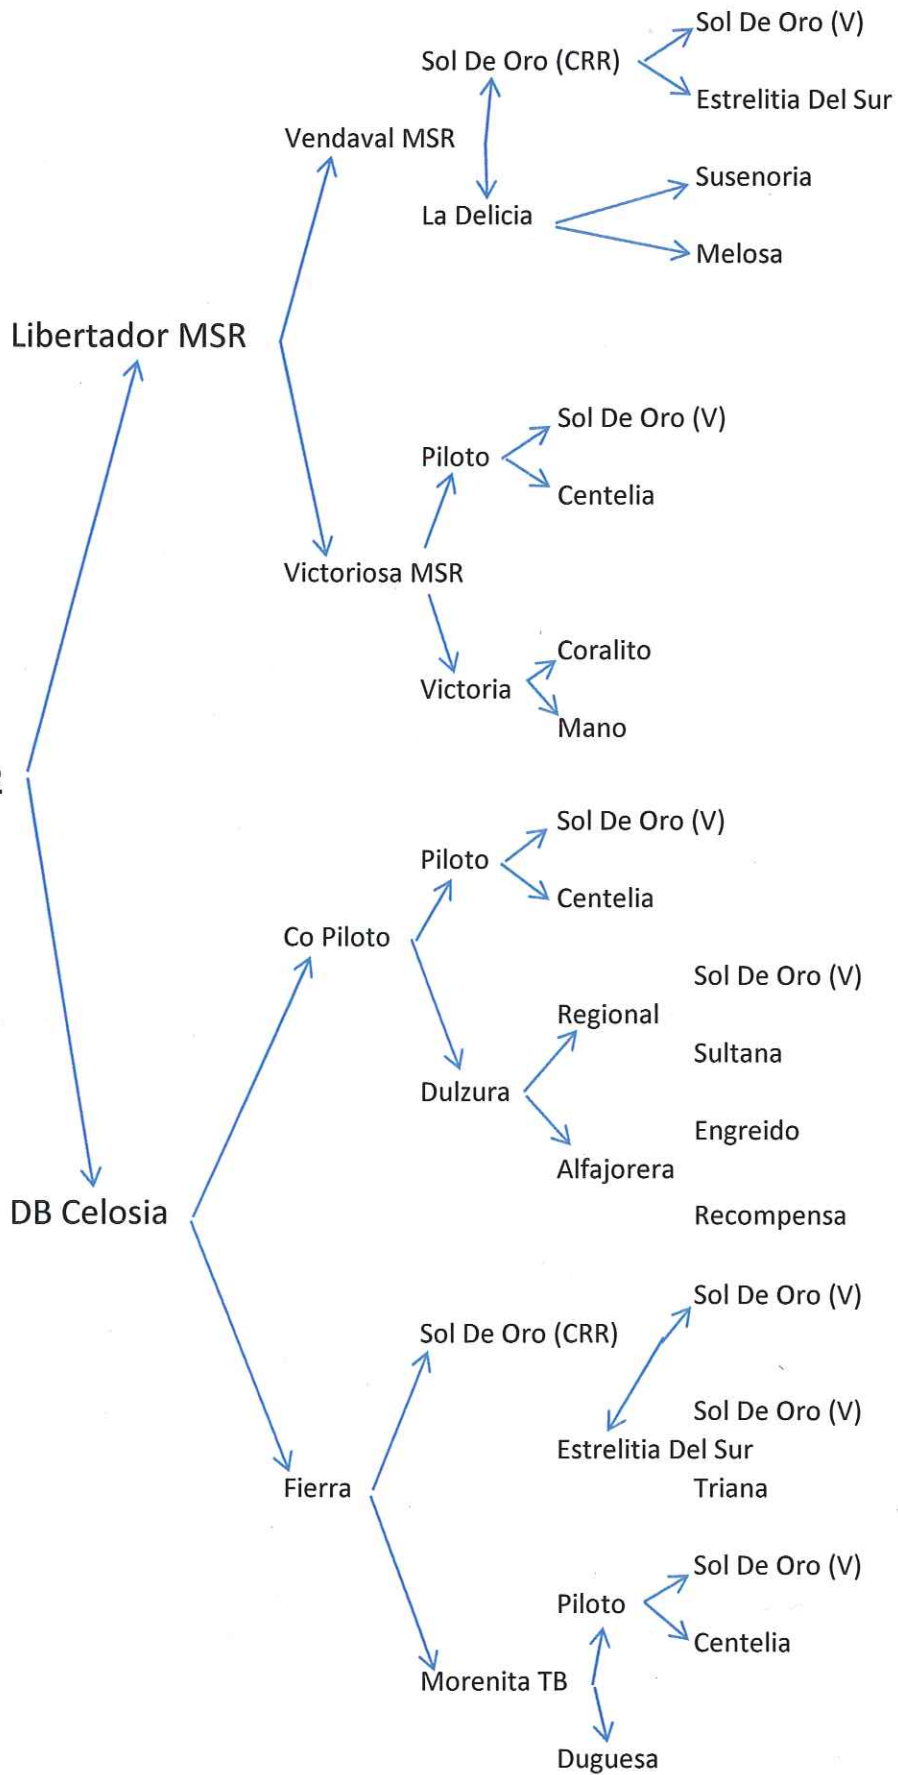 Sol De Oro (V)
Sol De Oro (CRR)
Estrelitia Del Sur
Vendaval MSR
Susenoria
La Delicia
Melosa
Libertador MSR
Sol De Oro (V)
Piloto
Centelia
Victoriosa MSR
Coralito
Victoria
Mano
Sol De Oro (V)
Piloto
Centelia
Co Piloto
Sol De Oro (V)
Regional
Sultana
Dulzura
Engreido
Alfajorera
DB Celosia
Recompensa
Sol De Oro (V)
Sol De Oro (CRR)
Sol De Oro (V)
Estrelitia Del Sur
Fierra
Triana
Sol De Oro (V)
Piloto
Centelia
Morenita TB
Duguesa